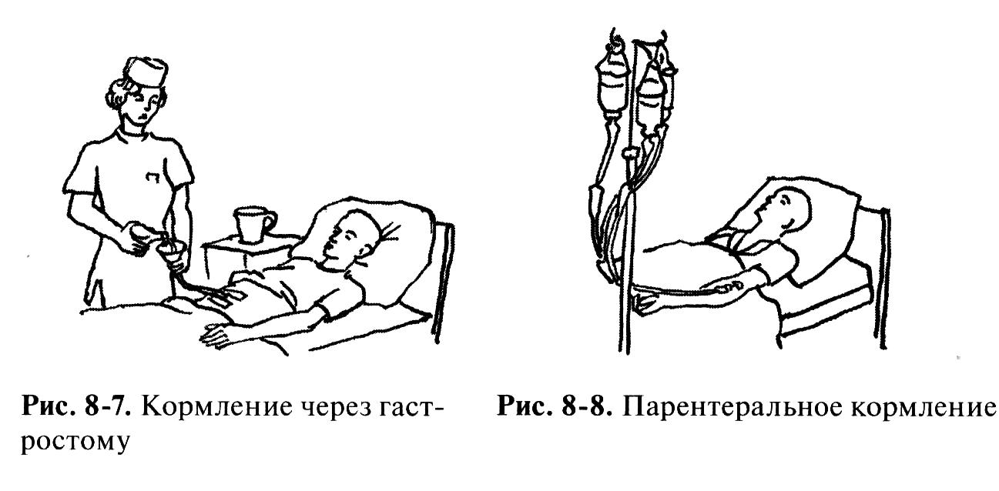 Рис. 8-7. Кормление через гаст-
ростому
Рис. 8-8. Парентеральное кормление